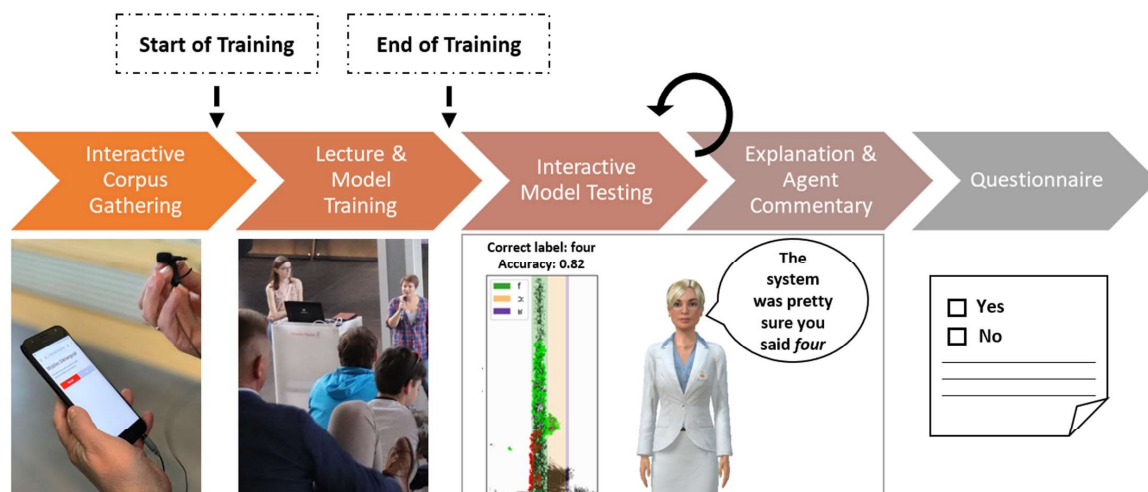 Start of Training
End of Training
Interactive
Corpus
Gathering
Lecture &
Model
Training
Interactive
Model Testing
Explanation &
Agent
Commentary
Questionnaire
Correct label: four
Accuracy: 0.82
f
The
system
was pretty
sure you
said four
Yes
No